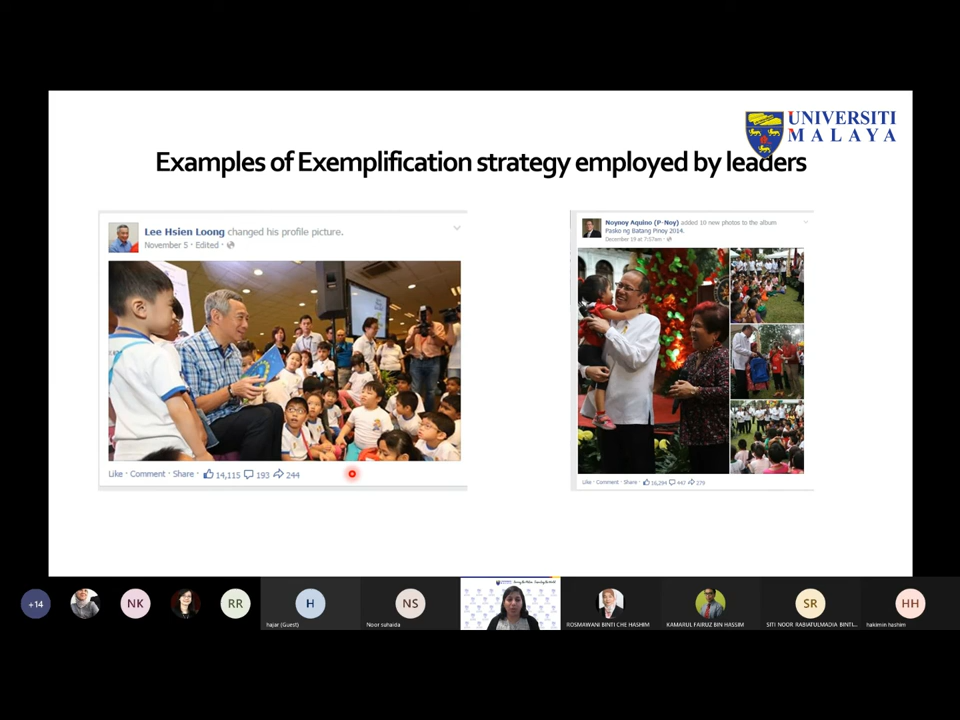 UNIVERSITI
MALAYA
Examples of Exemplification strategy employed by leaders
Lee Hsien Loong changed his profile picture.
November 5 · Edited ·
Like · Comment · Share · 14,115 193 244
Noynoy Aquino (P-Noy) added 10 new photos to the album
Pasko ng Batang Pinoy 2014.
December 19 at 7:57am ·
Like · Comment · Share · 16,294 447 379
+14
NK
RR
H
hajar (Guest)
NS
Noor suhaida
ROSMAWANI BINTI CHE HASHIM
KAMARUL FAIRUZ BIN HASSIM
SR
SITI NOOR RABIATULMADIA BINTI...
HH
hakimin hashim